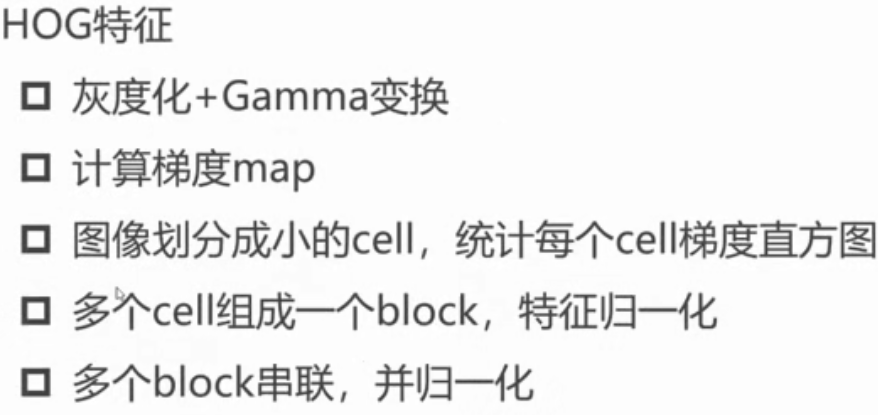 HOG特征
灰度化+Gamma变换
计算梯度map
图像划分成小的cell，统计每个cell梯度直方图
多个cell组成一个block，特征归一化
多个block串联，并归一化